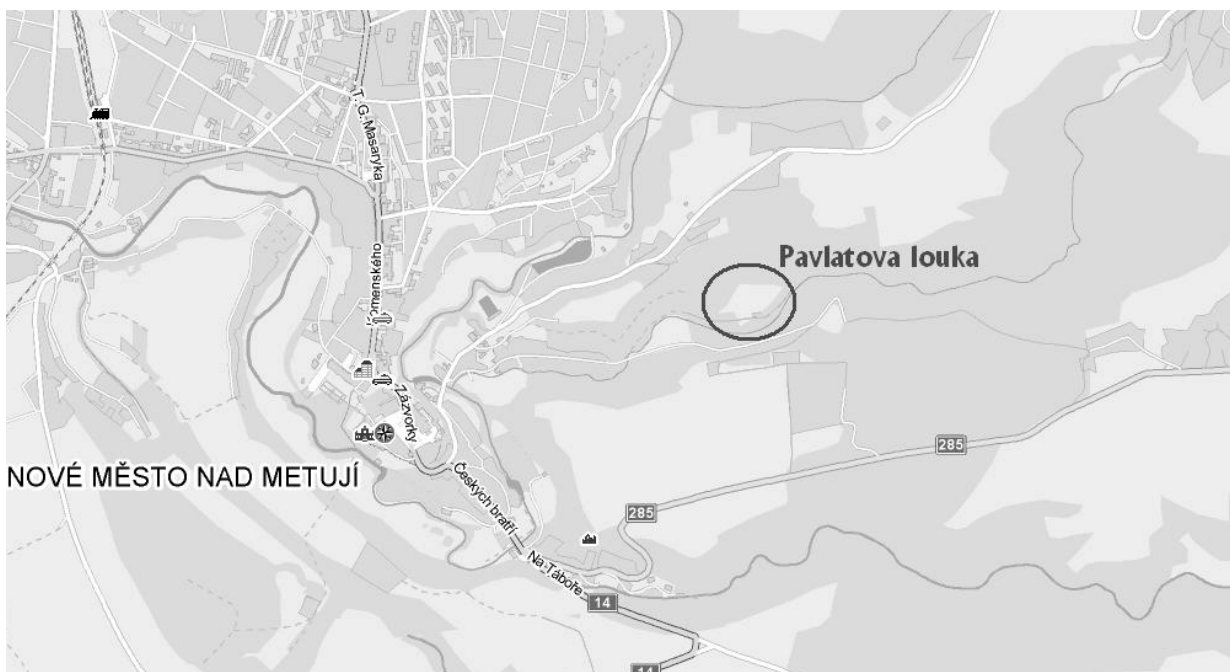 T. G. Masaryka
Pavlatova louka
Komenského
Zázvorky
285
NOVÉ MĚSTO NAD METUJÍ
Českých bratří
285
Na Táboře
14
14